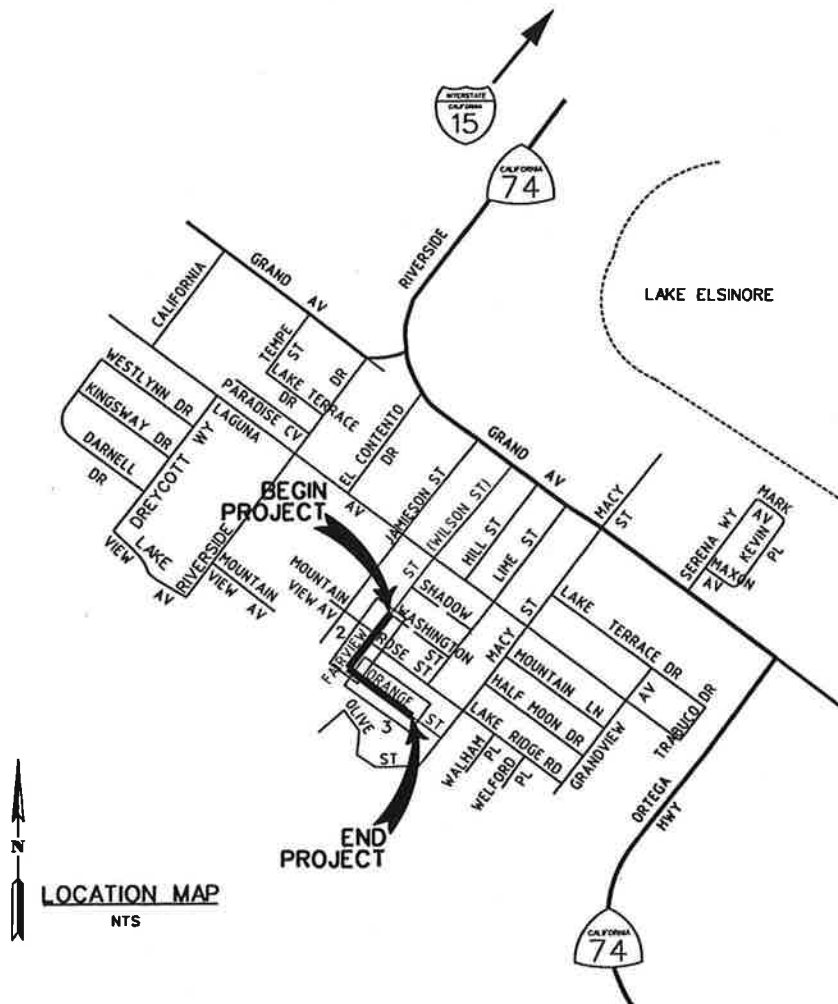 INTERSTATE
CALIFORNIA
15
CALIFORNIA
74
RIVERSIDE
LAKE ELSINORE
CALIFORNIA
GRAND
AV
TEMPE
ST
LAKE TERRACE
DR
DR
WESTLYNN DR
KINGSWAY DR
DARNELL
DR
PARADISE CV
LAGUNA
AV
EL CONTENTO
DR
DREYCOTT WY
LAKE
VIEW
AV
RIVERSIDE
MOUNTAIN
VIEW AV
BEGIN
PROJECT
JAMIESON ST
(WILSON ST)
ST
HILL ST
LIME ST
GRAND
AV
MACY
ST
SERENA WY
MARK
AV
KEVIN
PL
MAXON
AV
MOUNTAIN
VIEW AV
SHADOW
WASHINGTON
ST
2
FAIRVIEW
ROSE ST
1
ORANGE
ST
3
OLIVE
ST
MACY ST
LAKE TERRACE DR
MOUNTAIN LN
HALF MOON DR
LAKE RIDGE RD
AV
GRANDVIEW
TRABUCO DR
WALHAM
PL
WELFORD
PL
ORTEGA
HWY
END
PROJECT
N
LOCATION MAP
NTS
CALIFORNIA
74